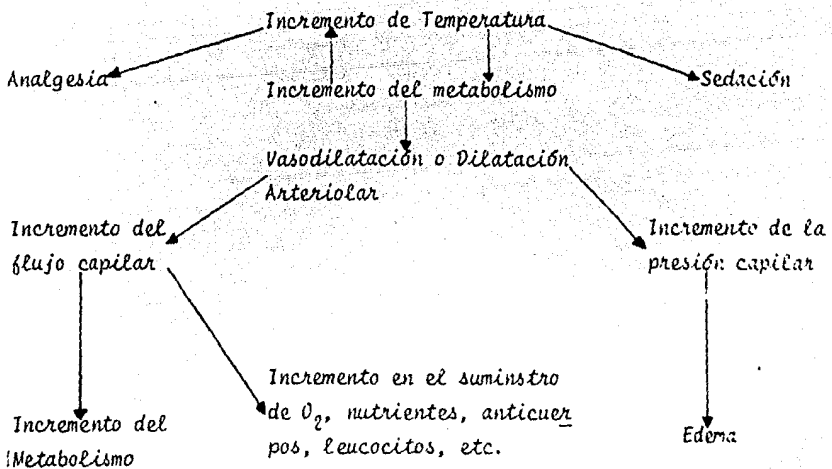 Incremento de Temperatura
Analgesia
Incremento del metabolismo
Sedación
Vasodilatación o Dilatación
Arteriolar
Incremento del
flujo capilar
Incremento de la
presión capilar
Incremento en el suminstro
de O₂, nutrientes, anticuer
pos, leucocitos, etc.
Incremento del
Metabolismo
Edema